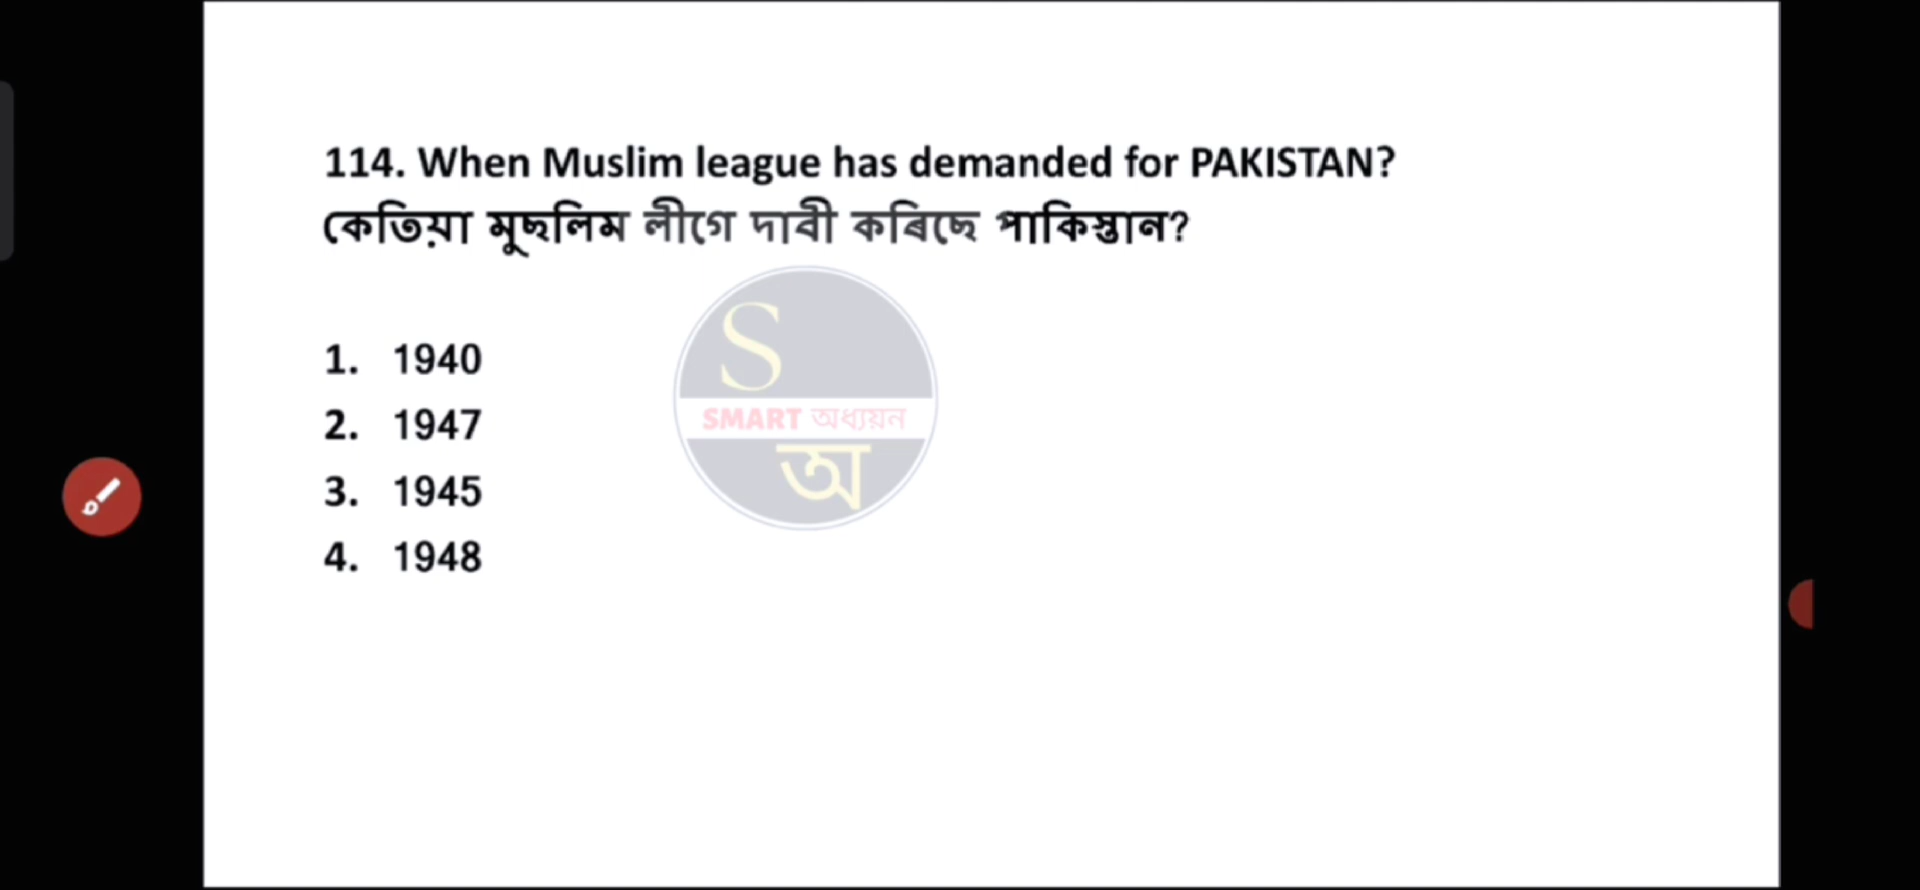 114. When Muslim league has demanded for PAKISTAN?
কেতিয়া মুছলিম লীগে দাবী কৰিছে পাকিস্তান?
1. 1940
2. 1947
3. 1945
4. 1948
S
SMART অধ্যয়ন
অ